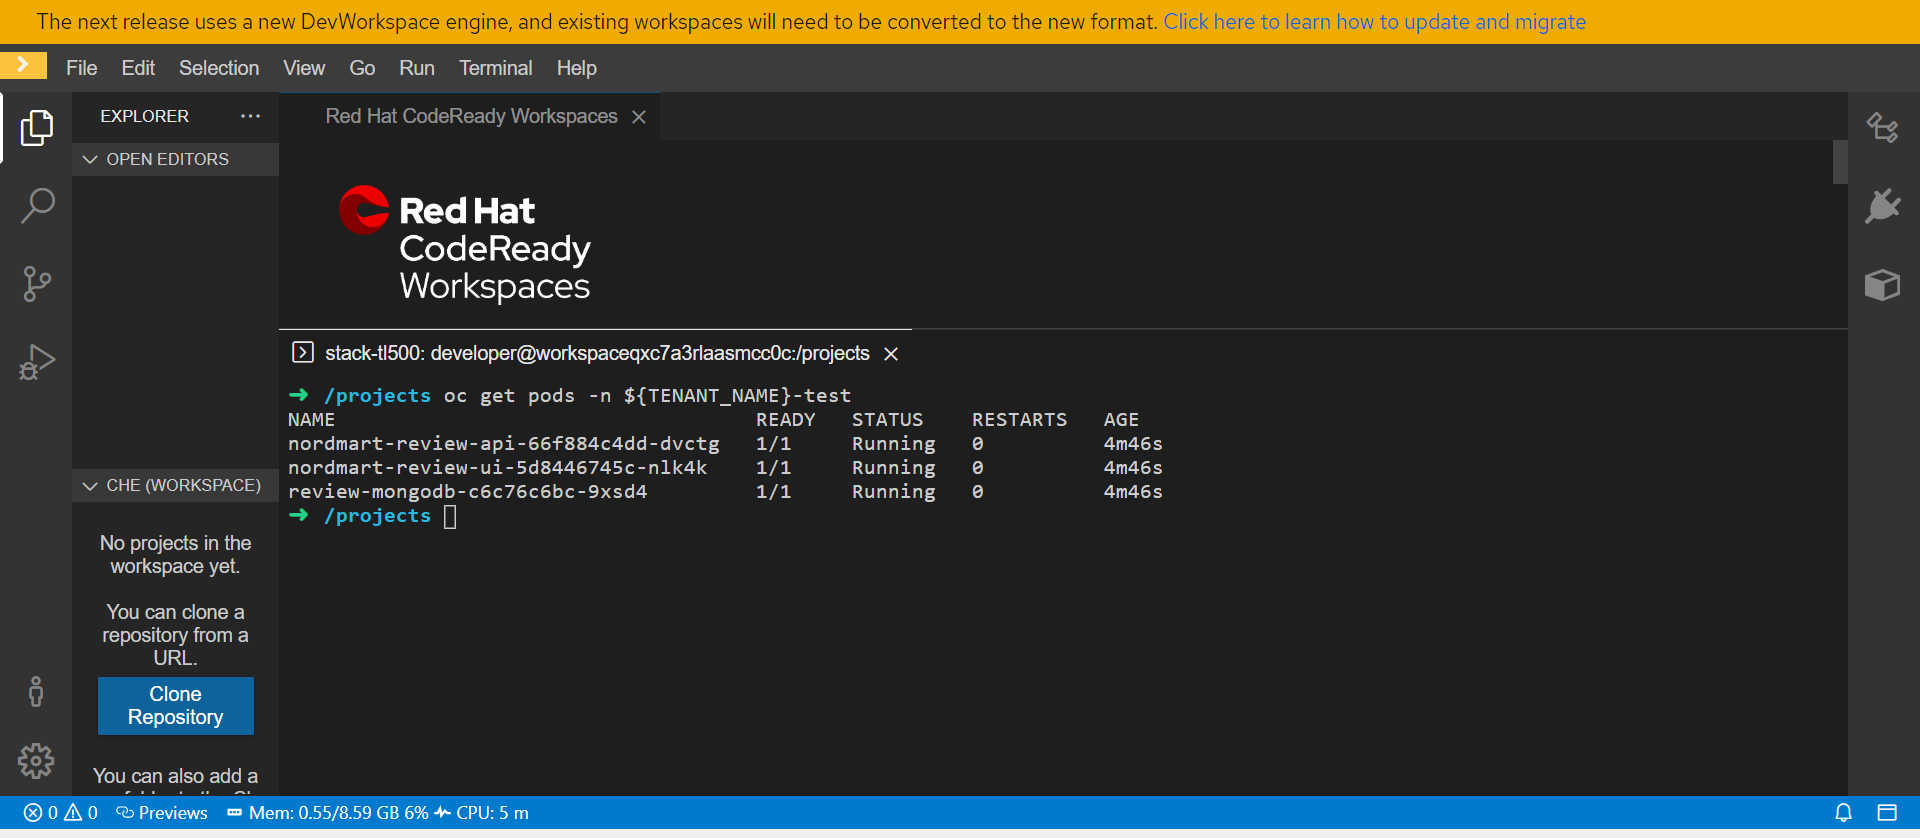 The next release uses a new DevWorkspace engine, and existing workspaces will need to be converted to the new format. Click here to learn how to update and migrate
File Edit Selection View Go Run Terminal Help
EXPLORER ···
OPEN EDITORS
Red Hat CodeReady Workspaces
Red Hat
CodeReady
Workspaces
stack-tl500: developer@workspaceqxc7a3rlaasmcc0c:/projects
➜ /projects oc get pods -n ${TENANT_NAME}-test
NAME READY STATUS RESTARTS AGE
nordmart-review-api-66f884c4dd-dvctg 1/1 Running 0 4m46s
nordmart-review-ui-5d8446745c-nlk4k 1/1 Running 0 4m46s
review-mongodb-c6c76c6bc-9xsd4 1/1 Running 0 4m46s
➜ /projects
CHE (WORKSPACE)
No projects in the
workspace yet.
You can clone a
repository from a
URL.
Clone
Repository
You can also add a
0 0 Previews Mem: 0.55/8.59 GB 6% CPU: 5 m